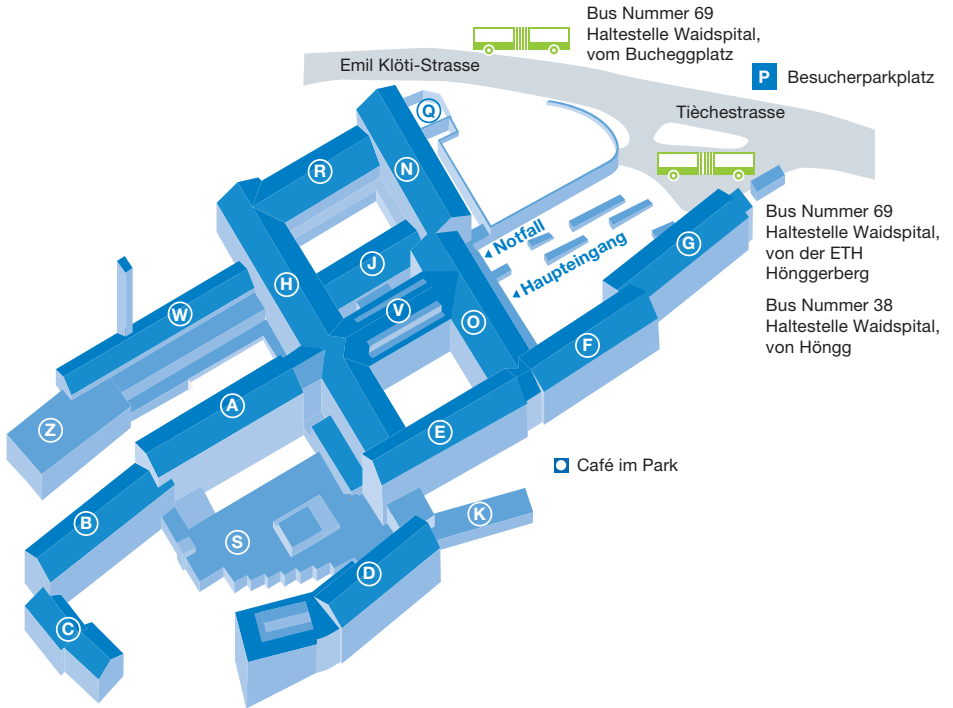 Bus Nummer 69
Haltestelle Waidspital,
vom Bucheggplatz
Emil Klöti-Strasse
P Besucherparkplatz
Tièchestrasse
Q
R
N
Notfall
Haupteingang
G
J
H
W
V
O
F
Bus Nummer 69
Haltestelle Waidspital,
von der ETH
Hönggerberg
Bus Nummer 38
Haltestelle Waidspital,
von Höngg
A
Z
E
Café im Park
B
K
S
D
C